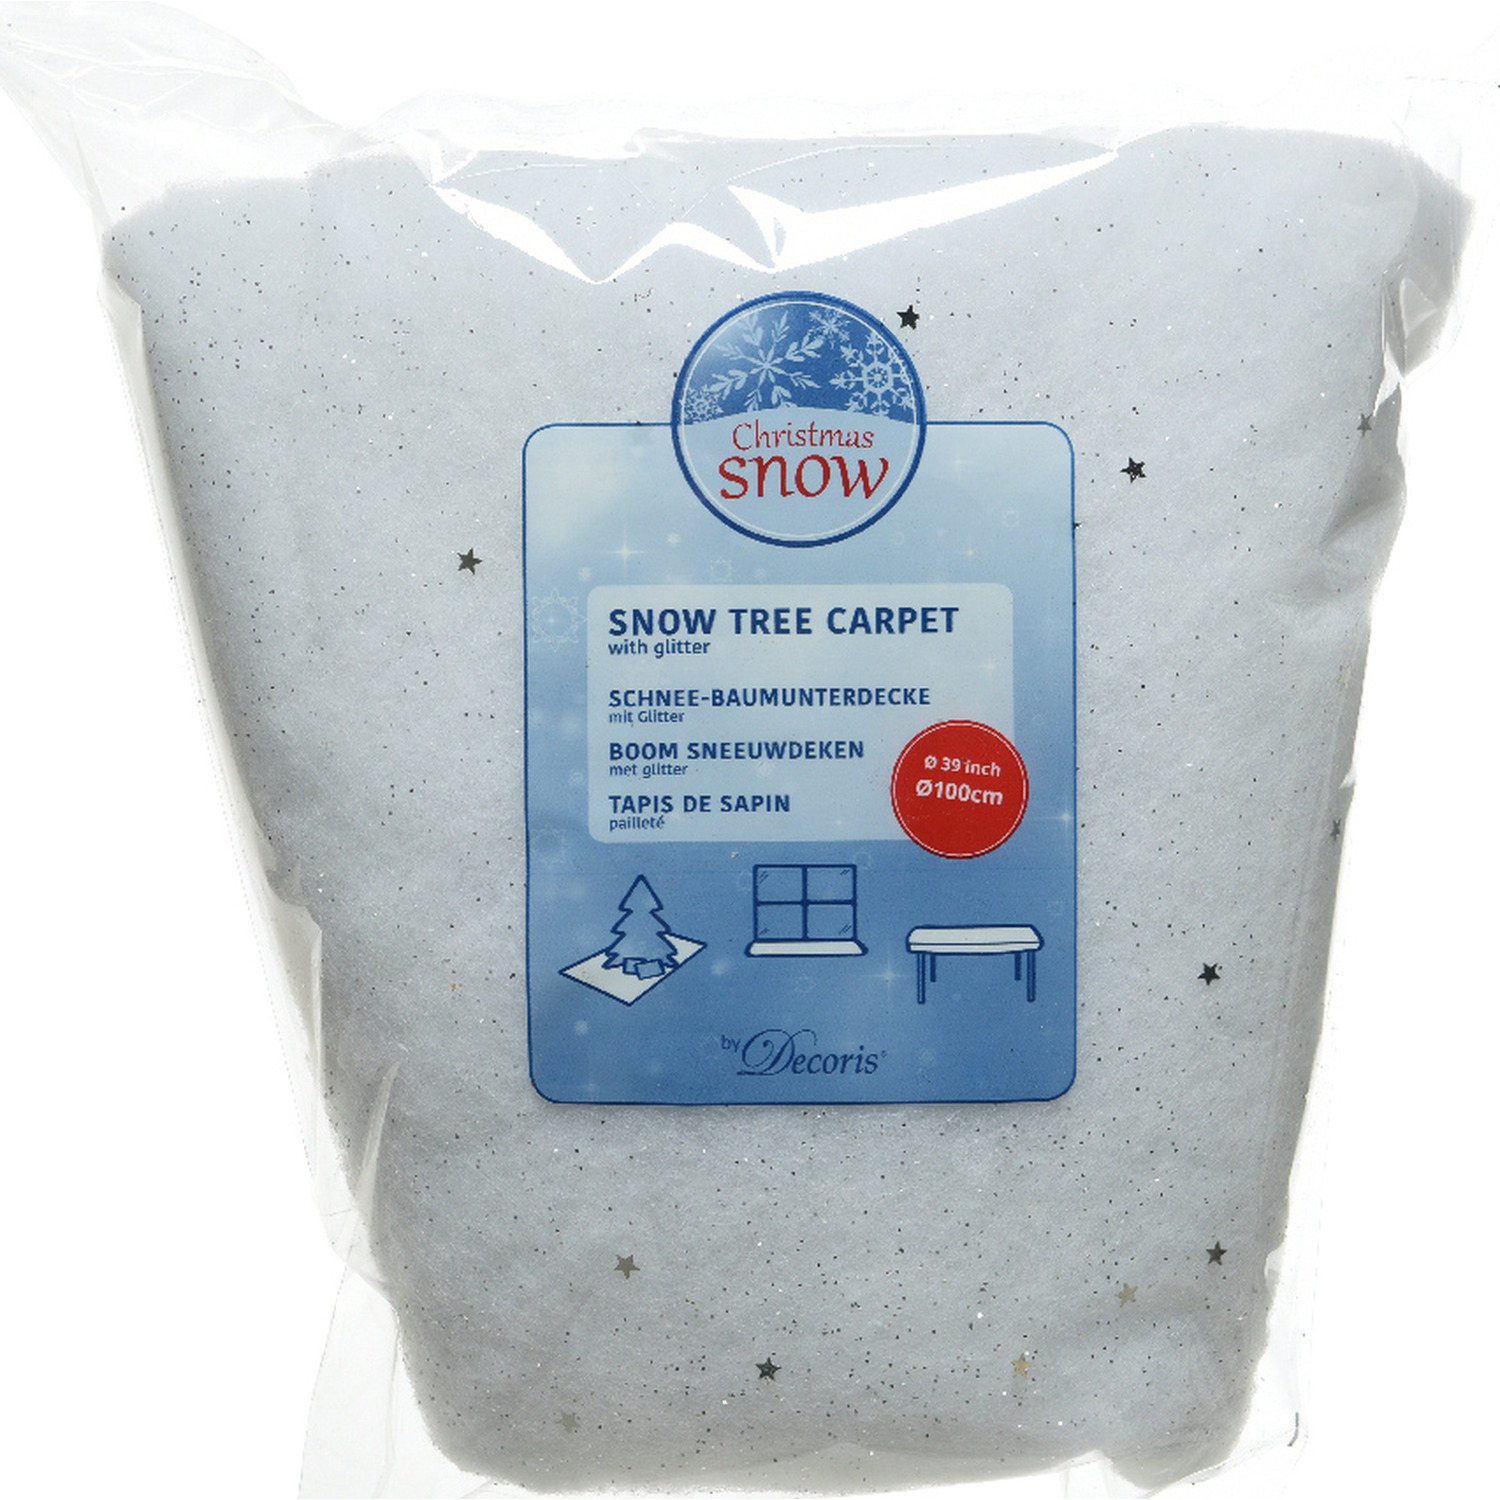 Christmas
snow
SNOW TREE CARPET
with glitter
SCHNEE-BAUMUNTERDECKE
mit Glitter
BOOM SNEEUWDEKEN
met glitter
TAPIS DE SAPIN
pailleté
Ø 39 inch
Ø100cm
by Decoris®